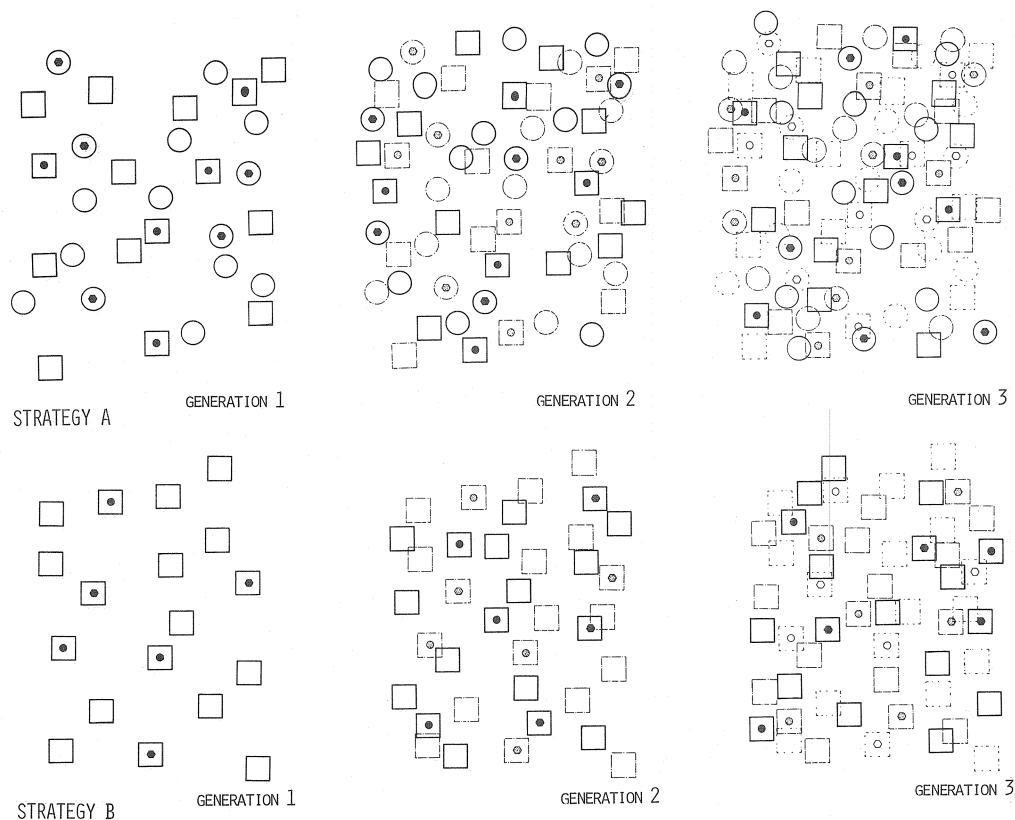 GENERATION 1
GENERATION 2
GENERATION 3
STRATEGY A
GENERATION 1
GENERATION 2
GENERATION 3
STRATEGY B